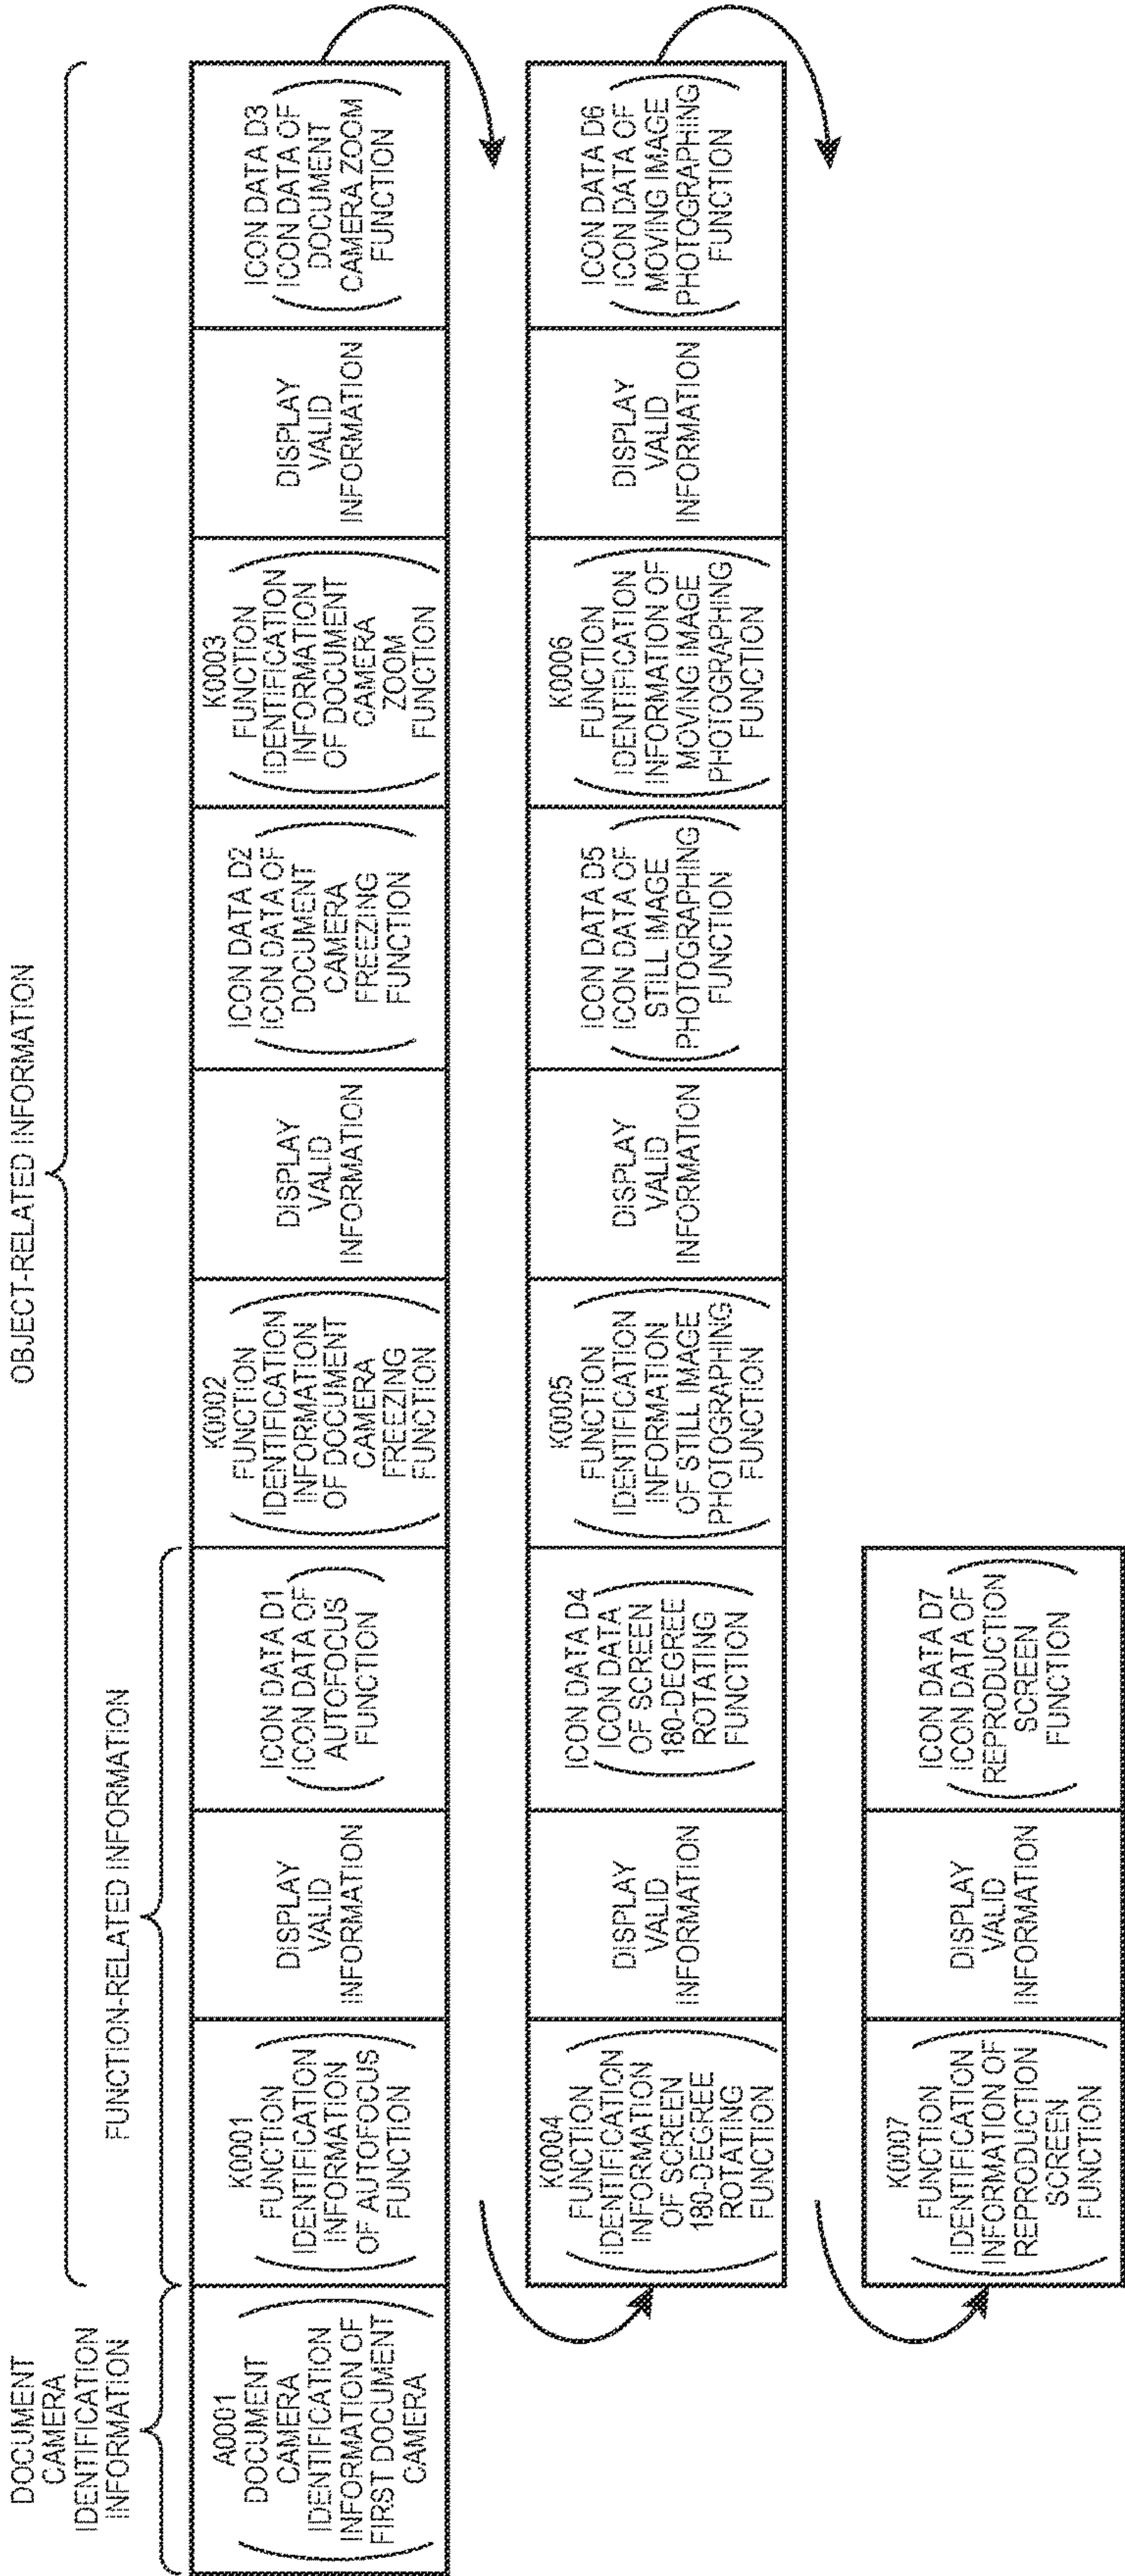 OBJECT-RELATED INFORMATION
FUNCTION-RELATED INFORMATION
DOCUMENT
CAMERA
IDENTIFICATION
INFORMATION
A0001
DOCUMENT
CAMERA
IDENTIFICATION
INFORMATION OF
FIRST DOCUMENT
CAMERA
K0001
FUNCTION
IDENTIFICATION
INFORMATION
OF AUTOFOCUS
FUNCTION
DISPLAY
VALID
INFORMATION
ICON DATA D1
ICON DATA OF
AUTOFOCUS
FUNCTION
K0002
FUNCTION
IDENTIFICATION
INFORMATION
OF DOCUMENT
CAMERA
FREEZING
FUNCTION
DISPLAY
VALID
INFORMATION
ICON DATA D2
ICON DATA OF
DOCUMENT
CAMERA
FREEZING
FUNCTION
K0003
FUNCTION
IDENTIFICATION
INFORMATION
OF DOCUMENT
CAMERA
ZOOM
FUNCTION
DISPLAY
VALID
INFORMATION
ICON DATA D3
ICON DATA OF
DOCUMENT
CAMERA ZOOM
FUNCTION
K0004
FUNCTION
IDENTIFICATION
INFORMATION
OF SCREEN
180-DEGREE
ROTATING
FUNCTION
DISPLAY
VALID
INFORMATION
ICON DATA D4
ICON DATA
OF SCREEN
180-DEGREE
ROTATING
FUNCTION
K0005
FUNCTION
IDENTIFICATION
INFORMATION
OF STILL IMAGE
PHOTOGRAPHING
FUNCTION
DISPLAY
VALID
INFORMATION
ICON DATA D5
ICON DATA OF
STILL IMAGE
PHOTOGRAPHING
FUNCTION
K0006
FUNCTION
IDENTIFICATION
INFORMATION OF
MOVING IMAGE
PHOTOGRAPHING
FUNCTION
DISPLAY
VALID
INFORMATION
ICON DATA D6
ICON DATA OF
MOVING IMAGE
PHOTOGRAPHING
FUNCTION
K0007
FUNCTION
IDENTIFICATION
INFORMATION OF
REPRODUCTION
SCREEN
FUNCTION
DISPLAY
VALID
INFORMATION
ICON DATA D7
ICON DATA OF
REPRODUCTION
SCREEN
FUNCTION